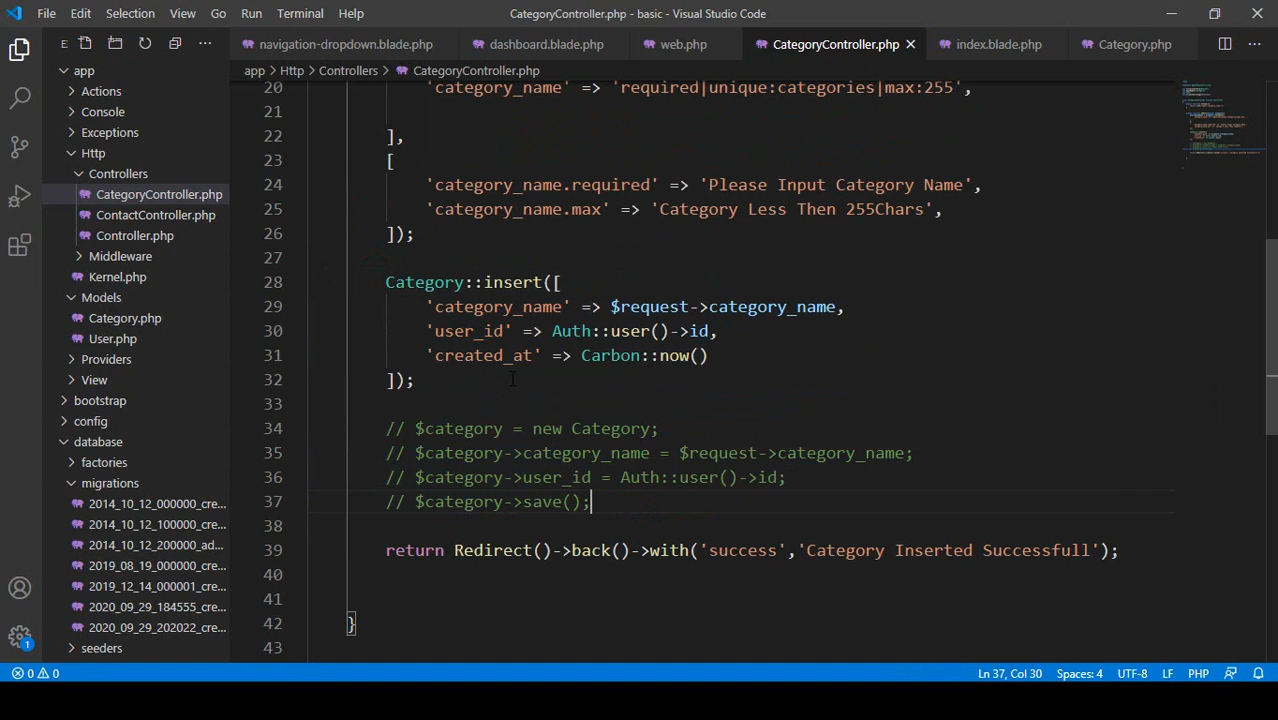 File Edit Selection View Go Run Terminal Help CategoryController.php - basic - Visual Studio Code
E
navigation-dropdown.blade.php dashboard.blade.php web.php CategoryController.php index.blade.php Category.php
app > Http > Controllers > CategoryController.php
app
Actions
Console
Exceptions
Http
Controllers
CategoryController.php
ContactController.php
Controller.php
Middleware
Kernel.php
Models
Category.php
User.php
Providers
View
bootstrap
config
database
factories
migrations
2014_10_12_000000_cre...
2014_10_12_100000_cre...
2014_10_12_200000_ad...
2019_08_19_000000_cre...
2019_12_14_000001_cre...
2020_09_29_184555_cre...
2020_09_29_202022_cre...
seeders
20 'category_name' => 'required|unique:categories|max:255',
21
22 ],
23 [
24 'category_name.required' => 'Please Input Category Name',
25 'category_name.max' => 'Category Less Then 255Chars',
26 ]);
27
28 Category::insert([
29 'category_name' => $request->category_name,
30 'user_id' => Auth::user()->id,
31 'created_at' => Carbon::now()
32 ]);
33
34 // $category = new Category;
35 // $category->category_name = $request->category_name;
36 // $category->user_id = Auth::user()->id;
37 // $category->save();
38
39 return Redirect()->back()->with('success','Category Inserted Successfull');
40
41
42 }
43
1
0 0 Ln 37, Col 30 Spaces: 4 UTF-8 LF PHP